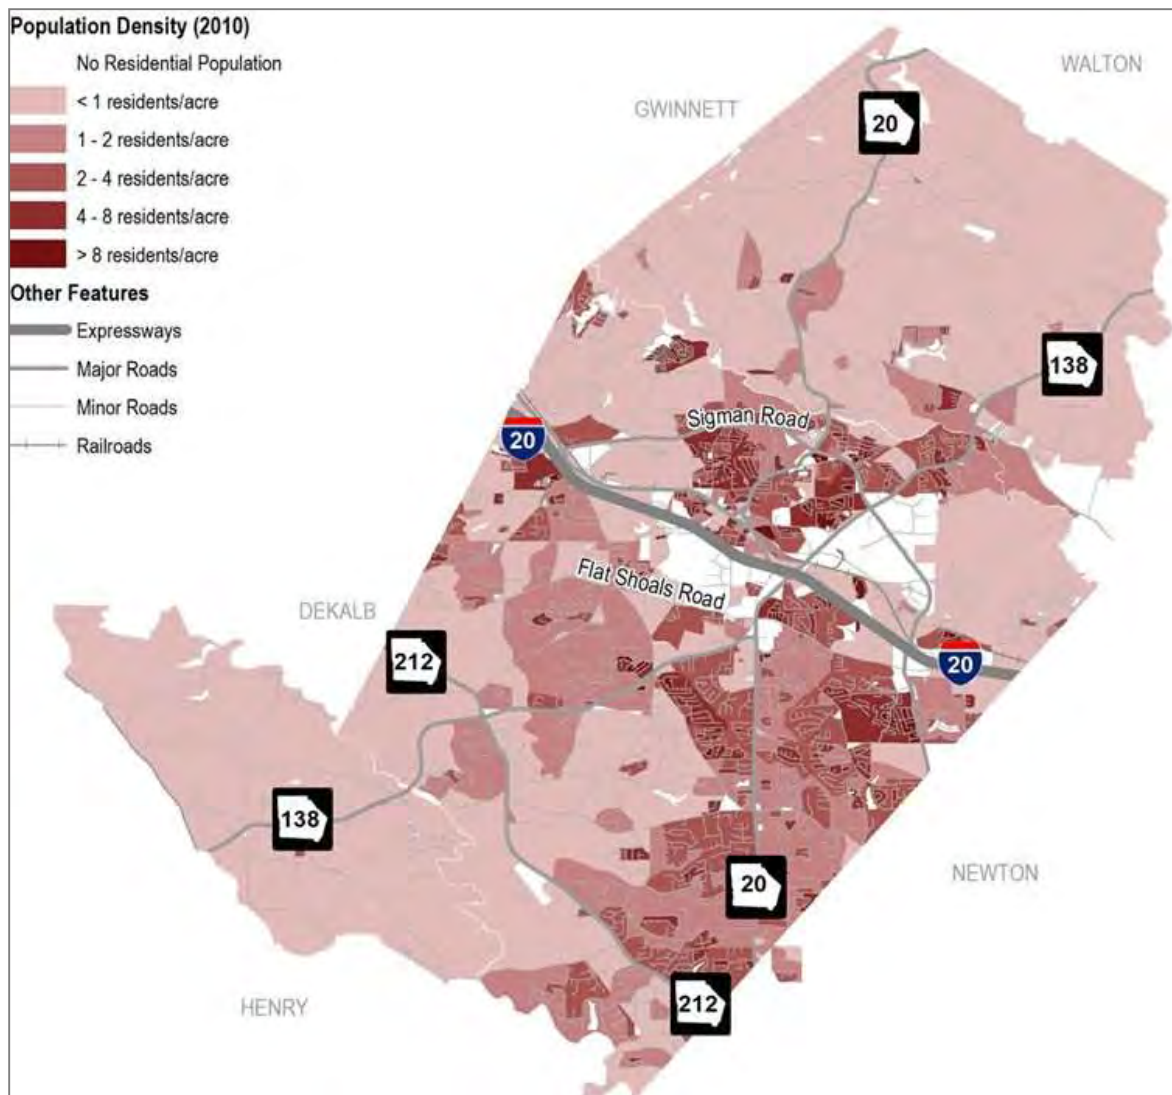 Population Density (2010)
No Residential Population
< 1 residents/acre
1 - 2 residents/acre
2 - 4 residents/acre
4 - 8 residents/acre
> 8 residents/acre
Other Features
Expressways
Major Roads
Minor Roads
Railroads
WALTON
GWINNETT
20
138
Sigman Road
20
Flat Shoals Road
DEKALB
212
20
138
20
NEWTON
212
HENRY